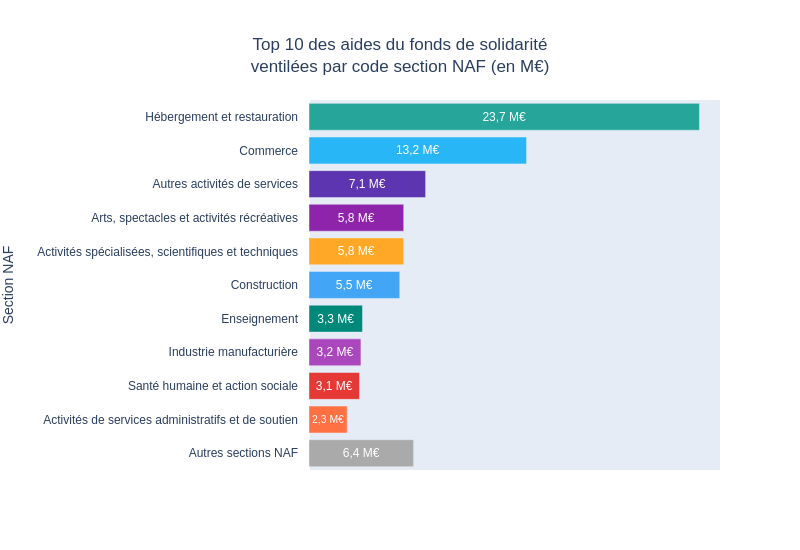 Top 10 des aides du fonds de solidarité
ventilées par code section NAF (en M€)
Section NAF
Hébergement et restauration 23,7 M€
Commerce 13,2 M€
Autres activités de services 7,1 M€
Arts, spectacles et activités récréatives 5,8 M€
Activités spécialisées, scientifiques et techniques 5,8 M€
Construction 5,5 M€
Enseignement 3,3 M€
Industrie manufacturière 3,2 M€
Santé humaine et action sociale 3,1 M€
Activités de services administratifs et de soutien 2,3 M€
Autres sections NAF 6,4 M€